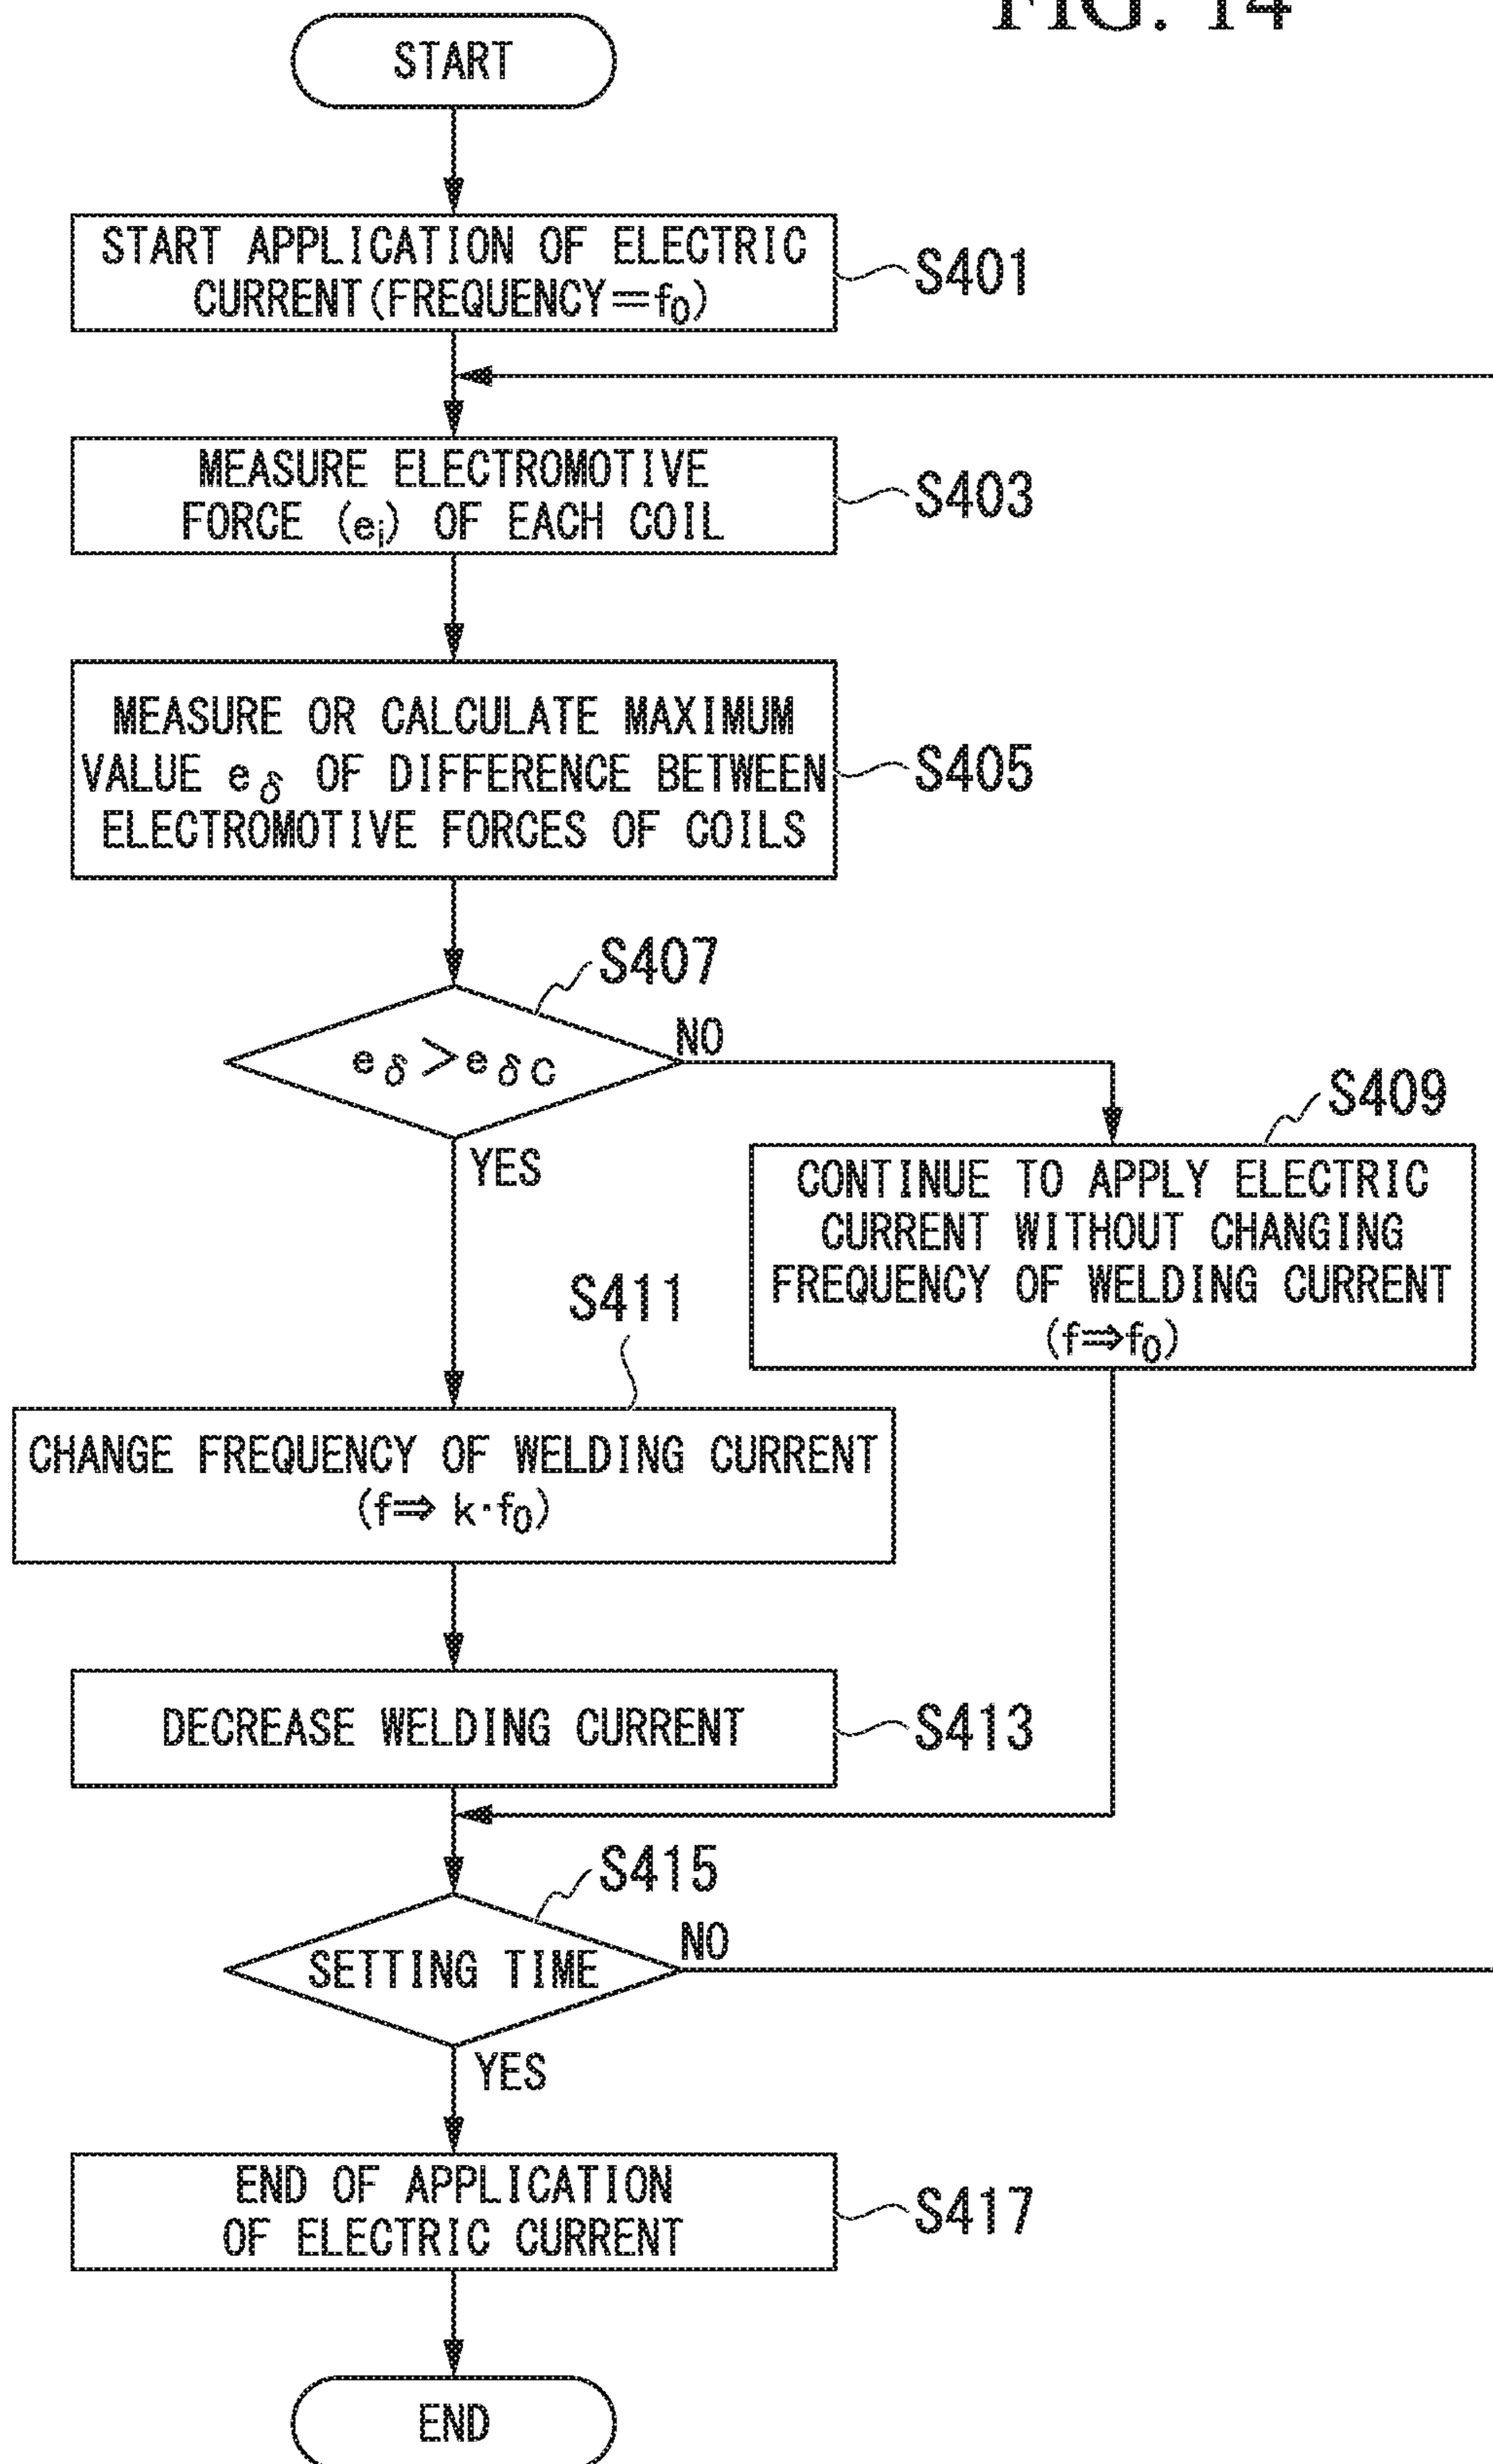 FIG. 14
START
START APPLICATION OF ELECTRIC
CURRENT(FREQUENCY=f0)
S401
MEASURE ELECTROMOTIVE
FORCE (ei) OF EACH COIL
S403
MEASURE OR CALCULATE MAXIMUM
VALUE eδ OF DIFFERENCE BETWEEN
ELECTROMOTIVE FORCES OF COILS
S405
S407
eδ>eδC
NO
YES
S409
CONTINUE TO APPLY ELECTRIC
CURRENT WITHOUT CHANGING
FREQUENCY OF WELDING CURRENT
(f⇒f0)
S411
CHANGE FREQUENCY OF WELDING CURRENT
(f⇒ k·f0)
DECREASE WELDING CURRENT
S413
S415
SETTING TIME
NO
YES
END OF APPLICATION
OF ELECTRIC CURRENT
S417
END